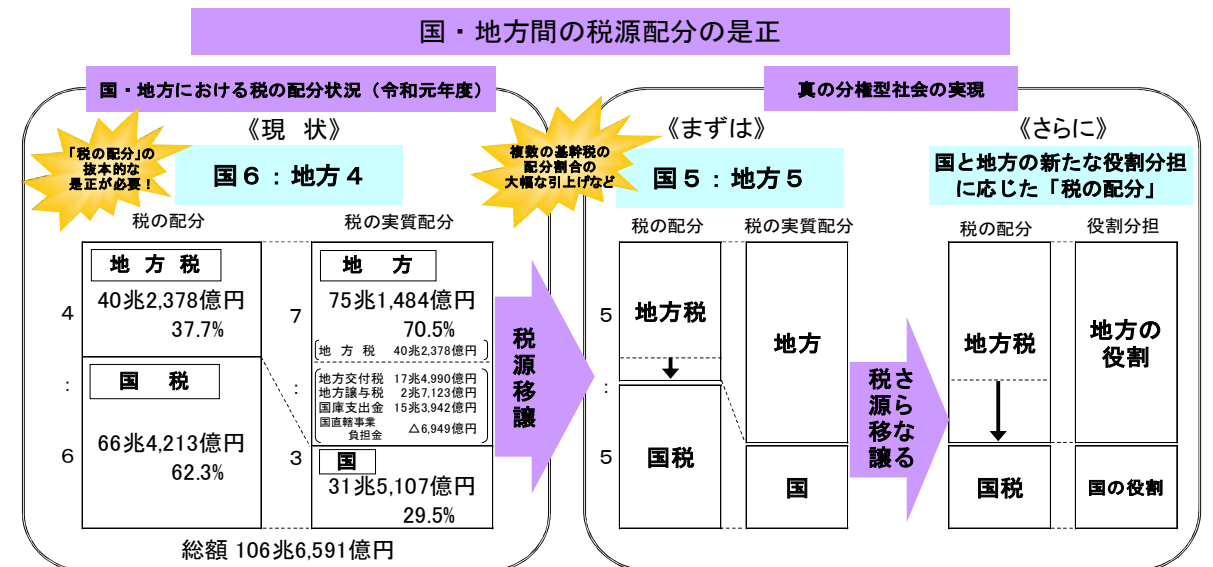 国・地方間の税源配分の是正
国・地方における税の配分状況（令和元年度）
「税の配分」の
抜本的な
是正が必要！
《現 状》
国６：地方４
税の配分
税の実質配分
地 方 税
40兆2,378億円
37.7%
国 税
66兆4,213億円
62.3%
4
:
6
地 方
75兆1,484億円
70.5%
地 方 税 40兆2,378億円
地方交付税 17兆4,990億円
地方譲与税 2兆7,123億円
国庫支出金 15兆3,942億円
国直轄事業
負担金 △6,949億円
国
31兆5,107億円
29.5%
7
:
3
総額 106兆6,591億円
税源移譲
真の分権型社会の実現
複数の基幹税の
配分割合の
大幅な引上げなど
《まずは》
国５：地方５
税の配分
税の実質配分
5
:
5
地方税
国税
地方
国
さらなる
税源移譲
《さらに》
国と地方の新たな役割分担
に応じた「税の配分」
税の配分
役割分担
地方税
国税
地方の
役割
国の役割